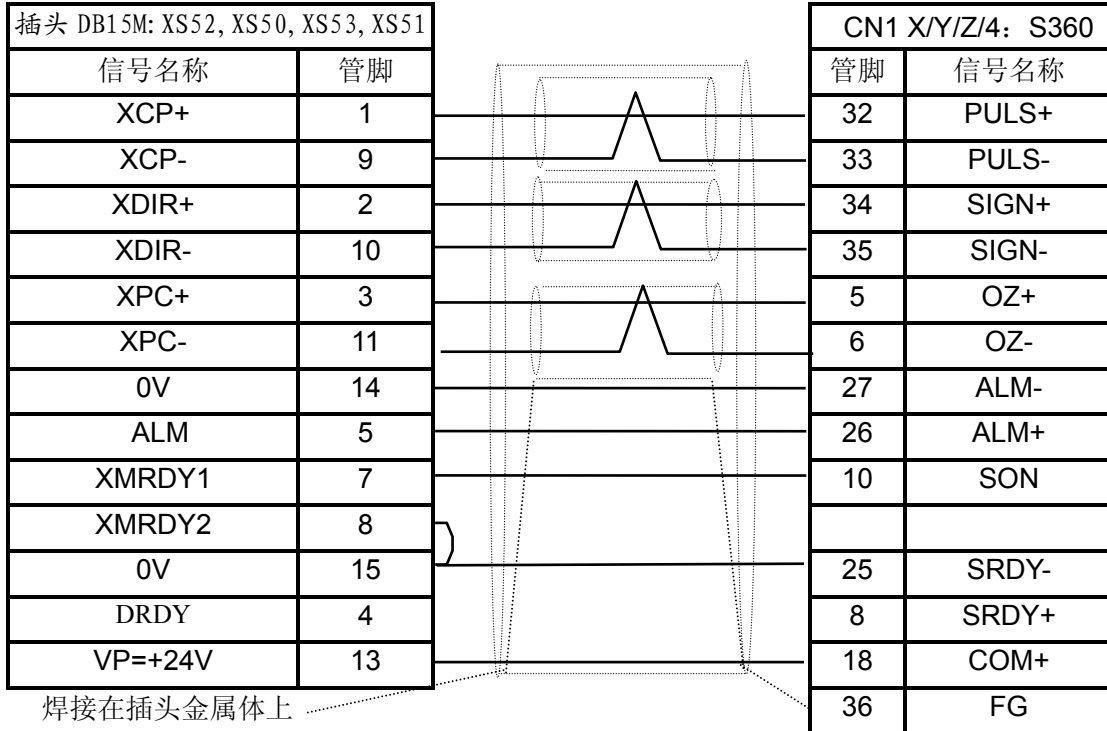 插头 DB15M: XS52, XS50, XS53, XS51 CN1 X/Y/Z/4：S360
信号名称 管脚 管脚 信号名称
XCP+ 1 32 PULS+
XCP- 9 33 PULS-
XDIR+ 2 34 SIGN+
XDIR- 10 35 SIGN-
XPC+ 3 5 OZ+
XPC- 11 6 OZ-
0V 14 27 ALM-
ALM 5 26 ALM+
XMRDY1 7 10 SON
XMRDY2 8
0V 15 25 SRDY-
DRDY 4 8 SRDY+
VP=+24V 13 18 COM+
焊接在插头金属体上 36 FG